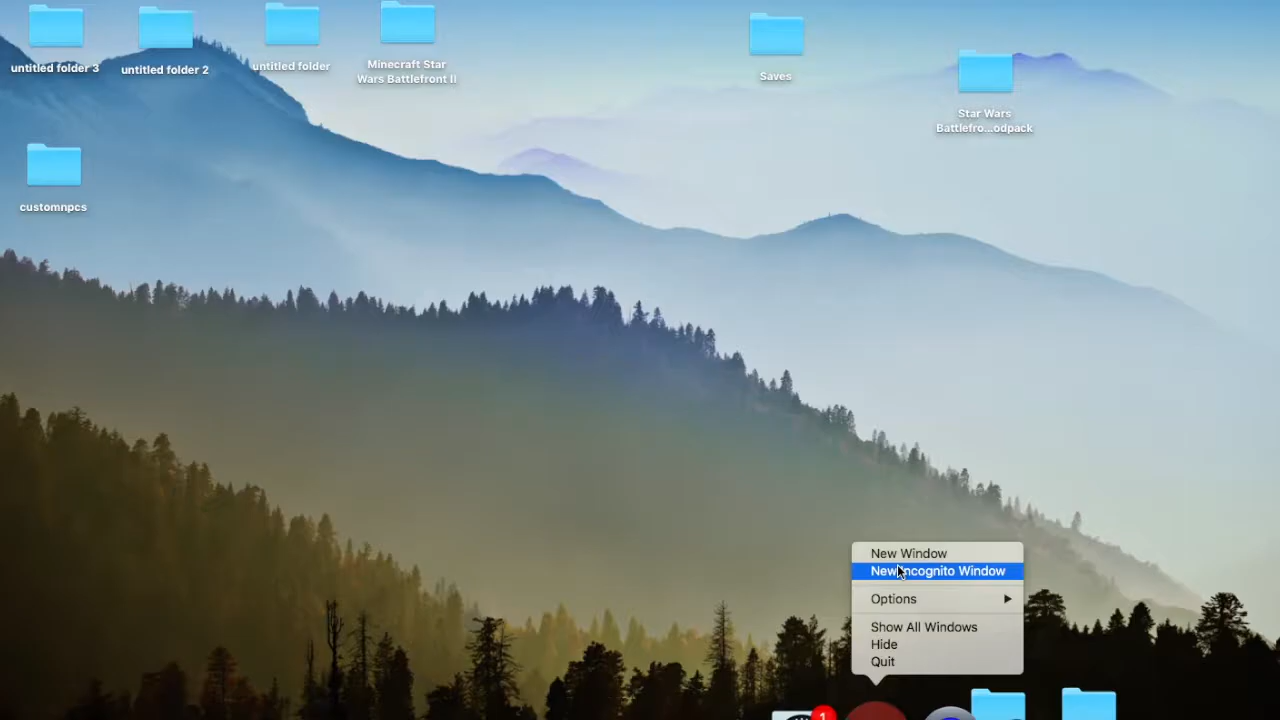 untitled folder 3
untitled folder 2
untitled folder
Minecraft Star
Wars Battlefront II
Saves
Star Wars
Battlefro...odpack
customnpcs
New Window
New Incognito Window
Options
Show All Windows
Hide
Quit
1